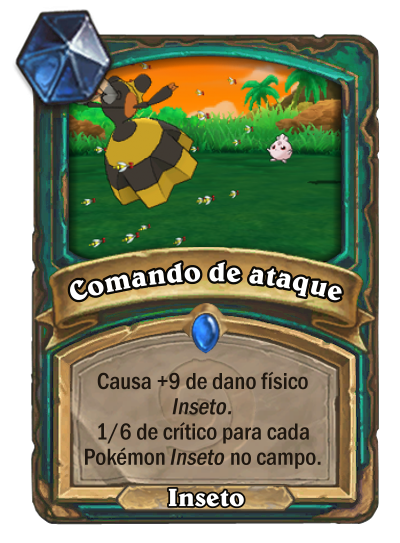 Comando de ataque
Causa +9 de dano físico
Inseto.
1/6 de crítico para cada
Pokémon Inseto no campo.
Inseto